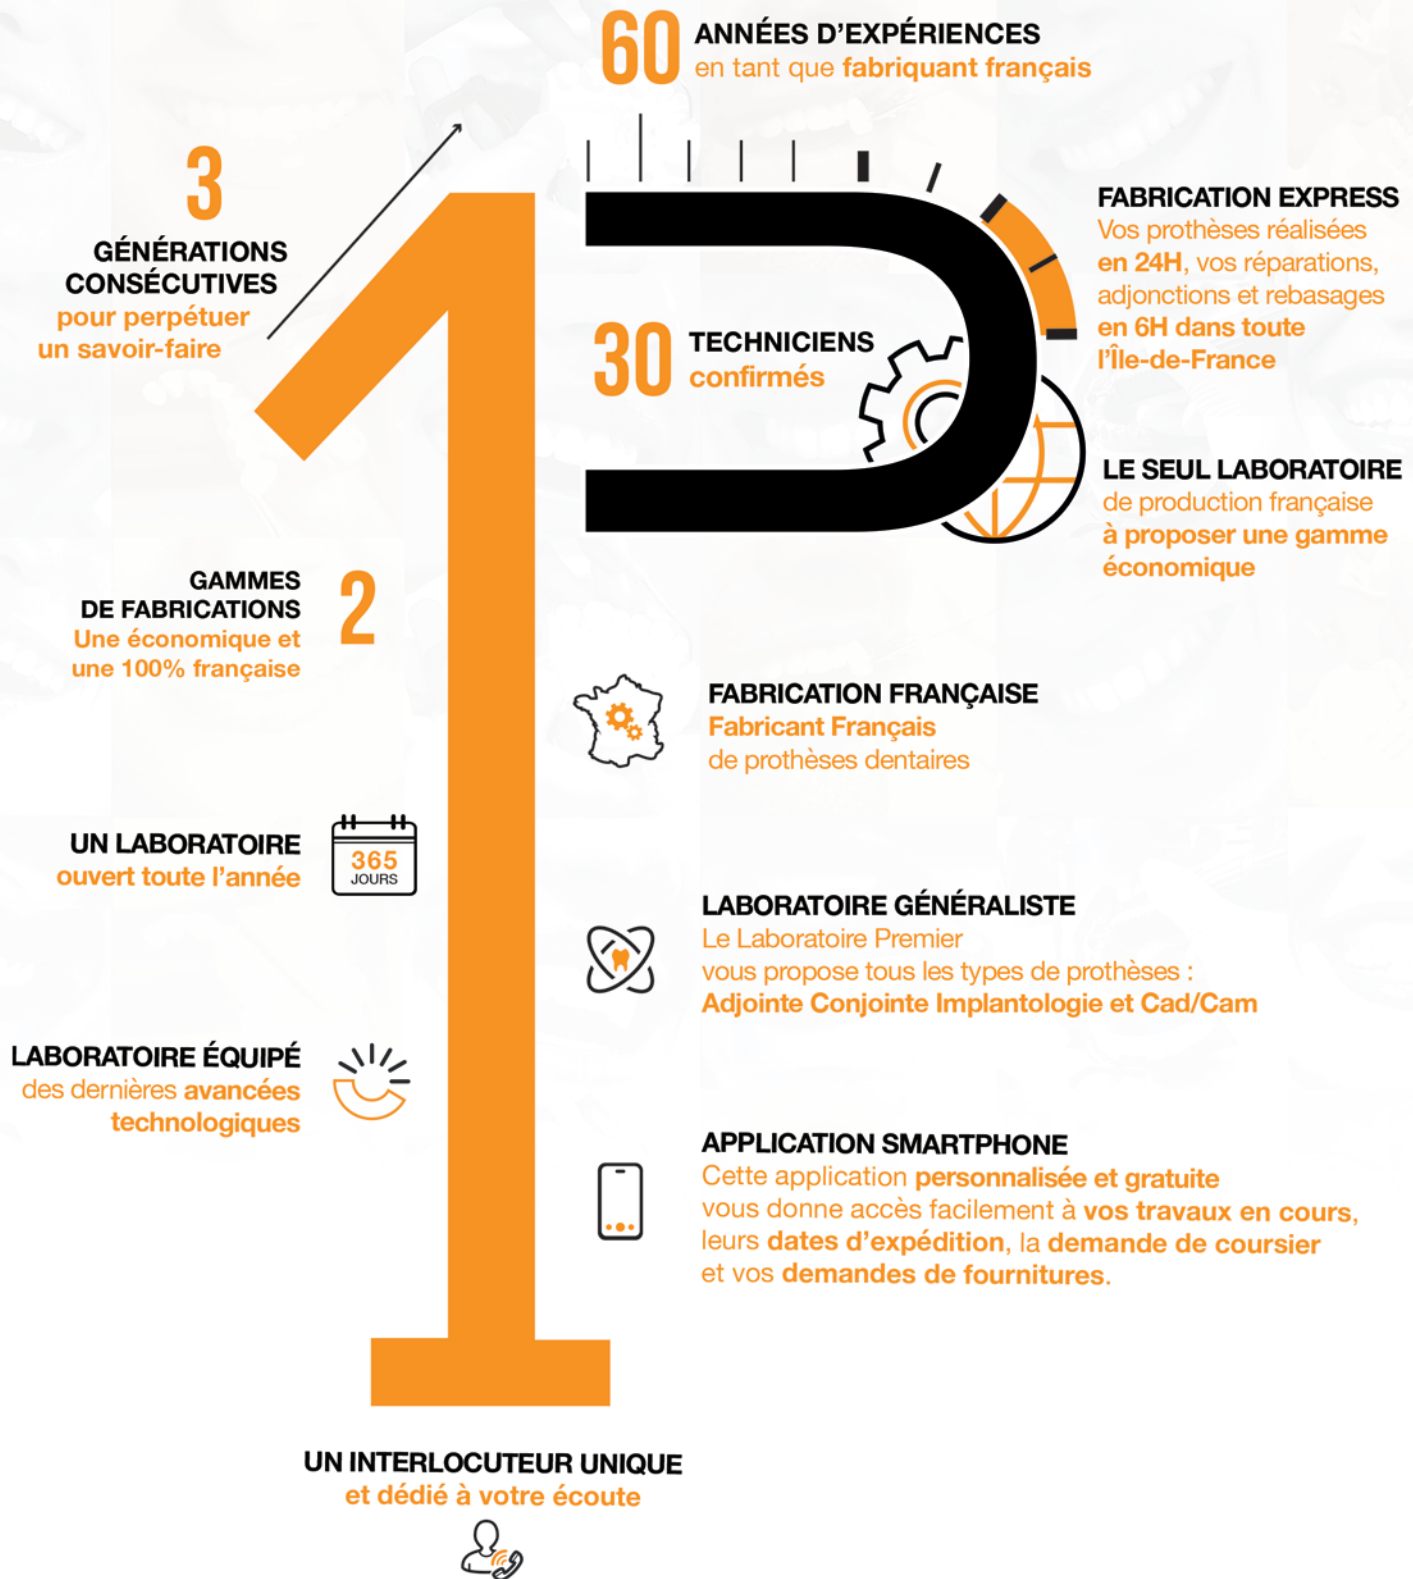 60
ANNÉES D'EXPÉRIENCES
en tant que fabriquant français
3
GÉNÉRATIONS
CONSÉCUTIVES
pour perpétuer
un savoir-faire
FABRICATION EXPRESS
Vos prothèses réalisées
en 24H, vos réparations,
adjonctions et rebasages
en 6H dans toute
l'Île-de-France
30
TECHNICIENS
confirmés
LE SEUL LABORATOIRE
de production française
à proposer une gamme
économique
GAMMES
DE FABRICATIONS
Une économique et
une 100% française
2
FABRICATION FRANÇAISE
Fabricant Français
de prothèses dentaires
UN LABORATOIRE
ouvert toute l'année
365
JOURS
LABORATOIRE GÉNÉRALISTE
Le Laboratoire Premier
vous propose tous les types de prothèses :
Adjointe Conjointe Implantologie et Cad/Cam
LABORATOIRE ÉQUIPÉ
des dernières avancées
technologiques
APPLICATION SMARTPHONE
Cette application personnalisée et gratuite
vous donne accès facilement à vos travaux en cours,
leurs dates d'expédition, la demande de coursier
et vos demandes de fournitures.
1
UN INTERLOCUTEUR UNIQUE
et dédié à votre écoute